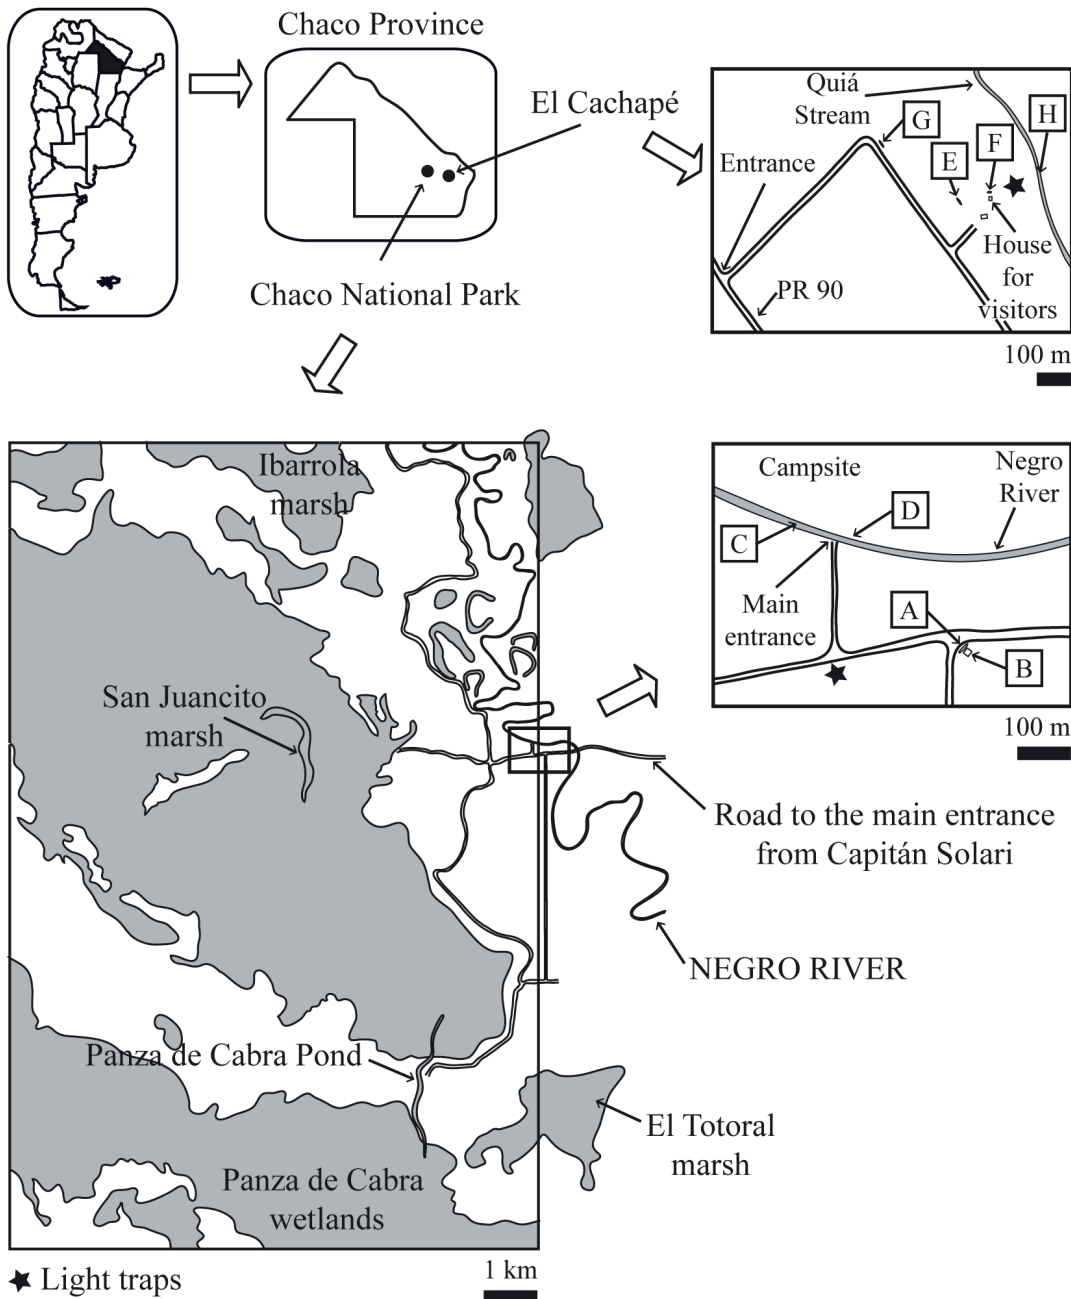 Chaco Province
El Cachapé
Chaco National Park
Quiá
Stream
G
H
E
F
Entrance
House
for
visitors
PR 90
100 m
Ibarrola
marsh
San Juancito
marsh
Campsite
Negro
River
C
D
Main
entrance
A
B
100 m
Road to the main entrance
from Capitán Solari
NEGRO RIVER
Panza de Cabra Pond
El Totoral
marsh
Panza de Cabra
wetlands
Light traps
1 km